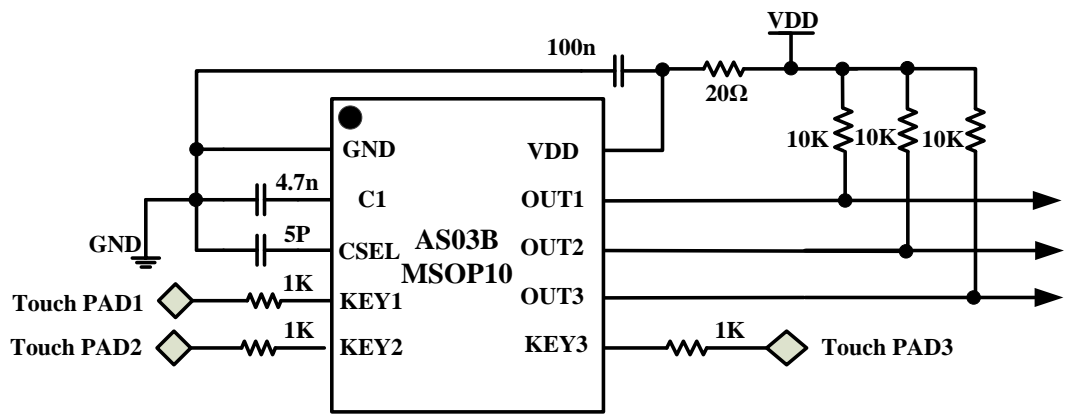 VDD
100n
20Ω
10K
10K
10K
GND
VDD
4.7n
C1
OUT1
GND
5P
CSEL
AS03B
MSOP10
OUT2
Touch PAD1
1K
KEY1
OUT3
Touch PAD2
1K
KEY2
KEY3
1K
Touch PAD3